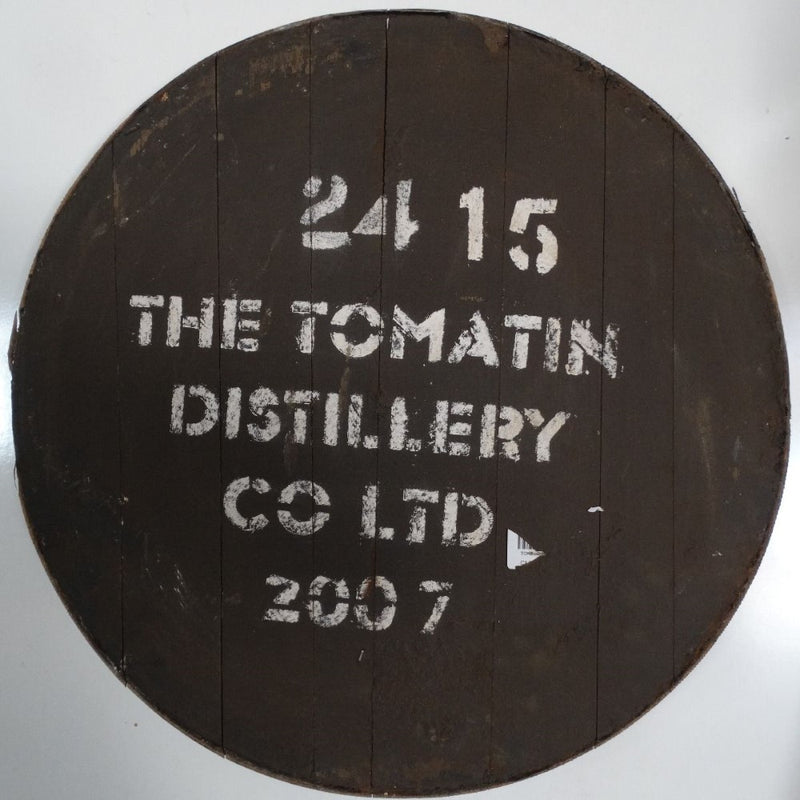 24 15
THE TOMATIN
DISTILLERY
CO LTD
2007